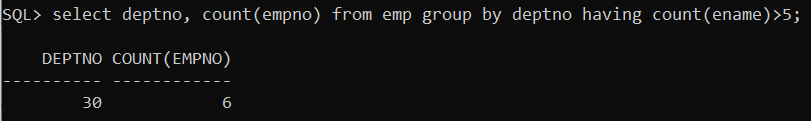 SQL> select deptno, count(empno) from emp group by deptno having count(ename)>5;
DEPTNO COUNT(EMPNO)
---------- ------------
30 6